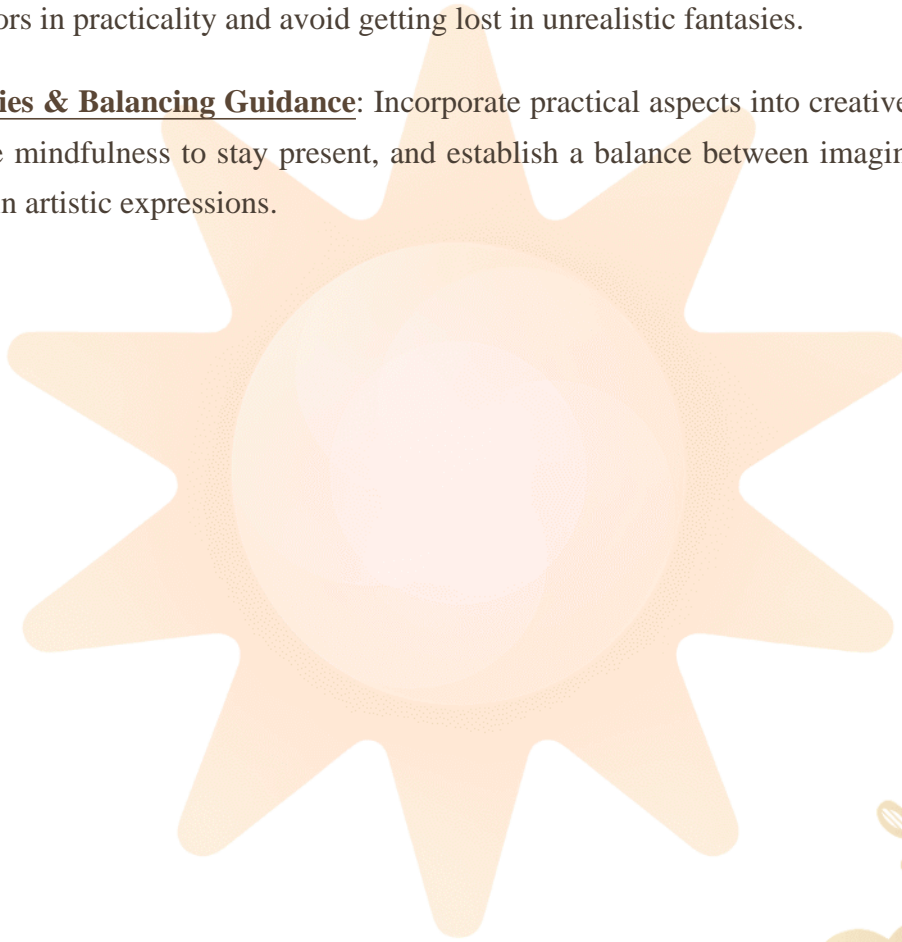 ors in practicality and avoid getting lost in unrealistic fantasies.
ies & Balancing Guidance: Incorporate practical aspects into creative
e mindfulness to stay present, and establish a balance between imagin
n artistic expressions.